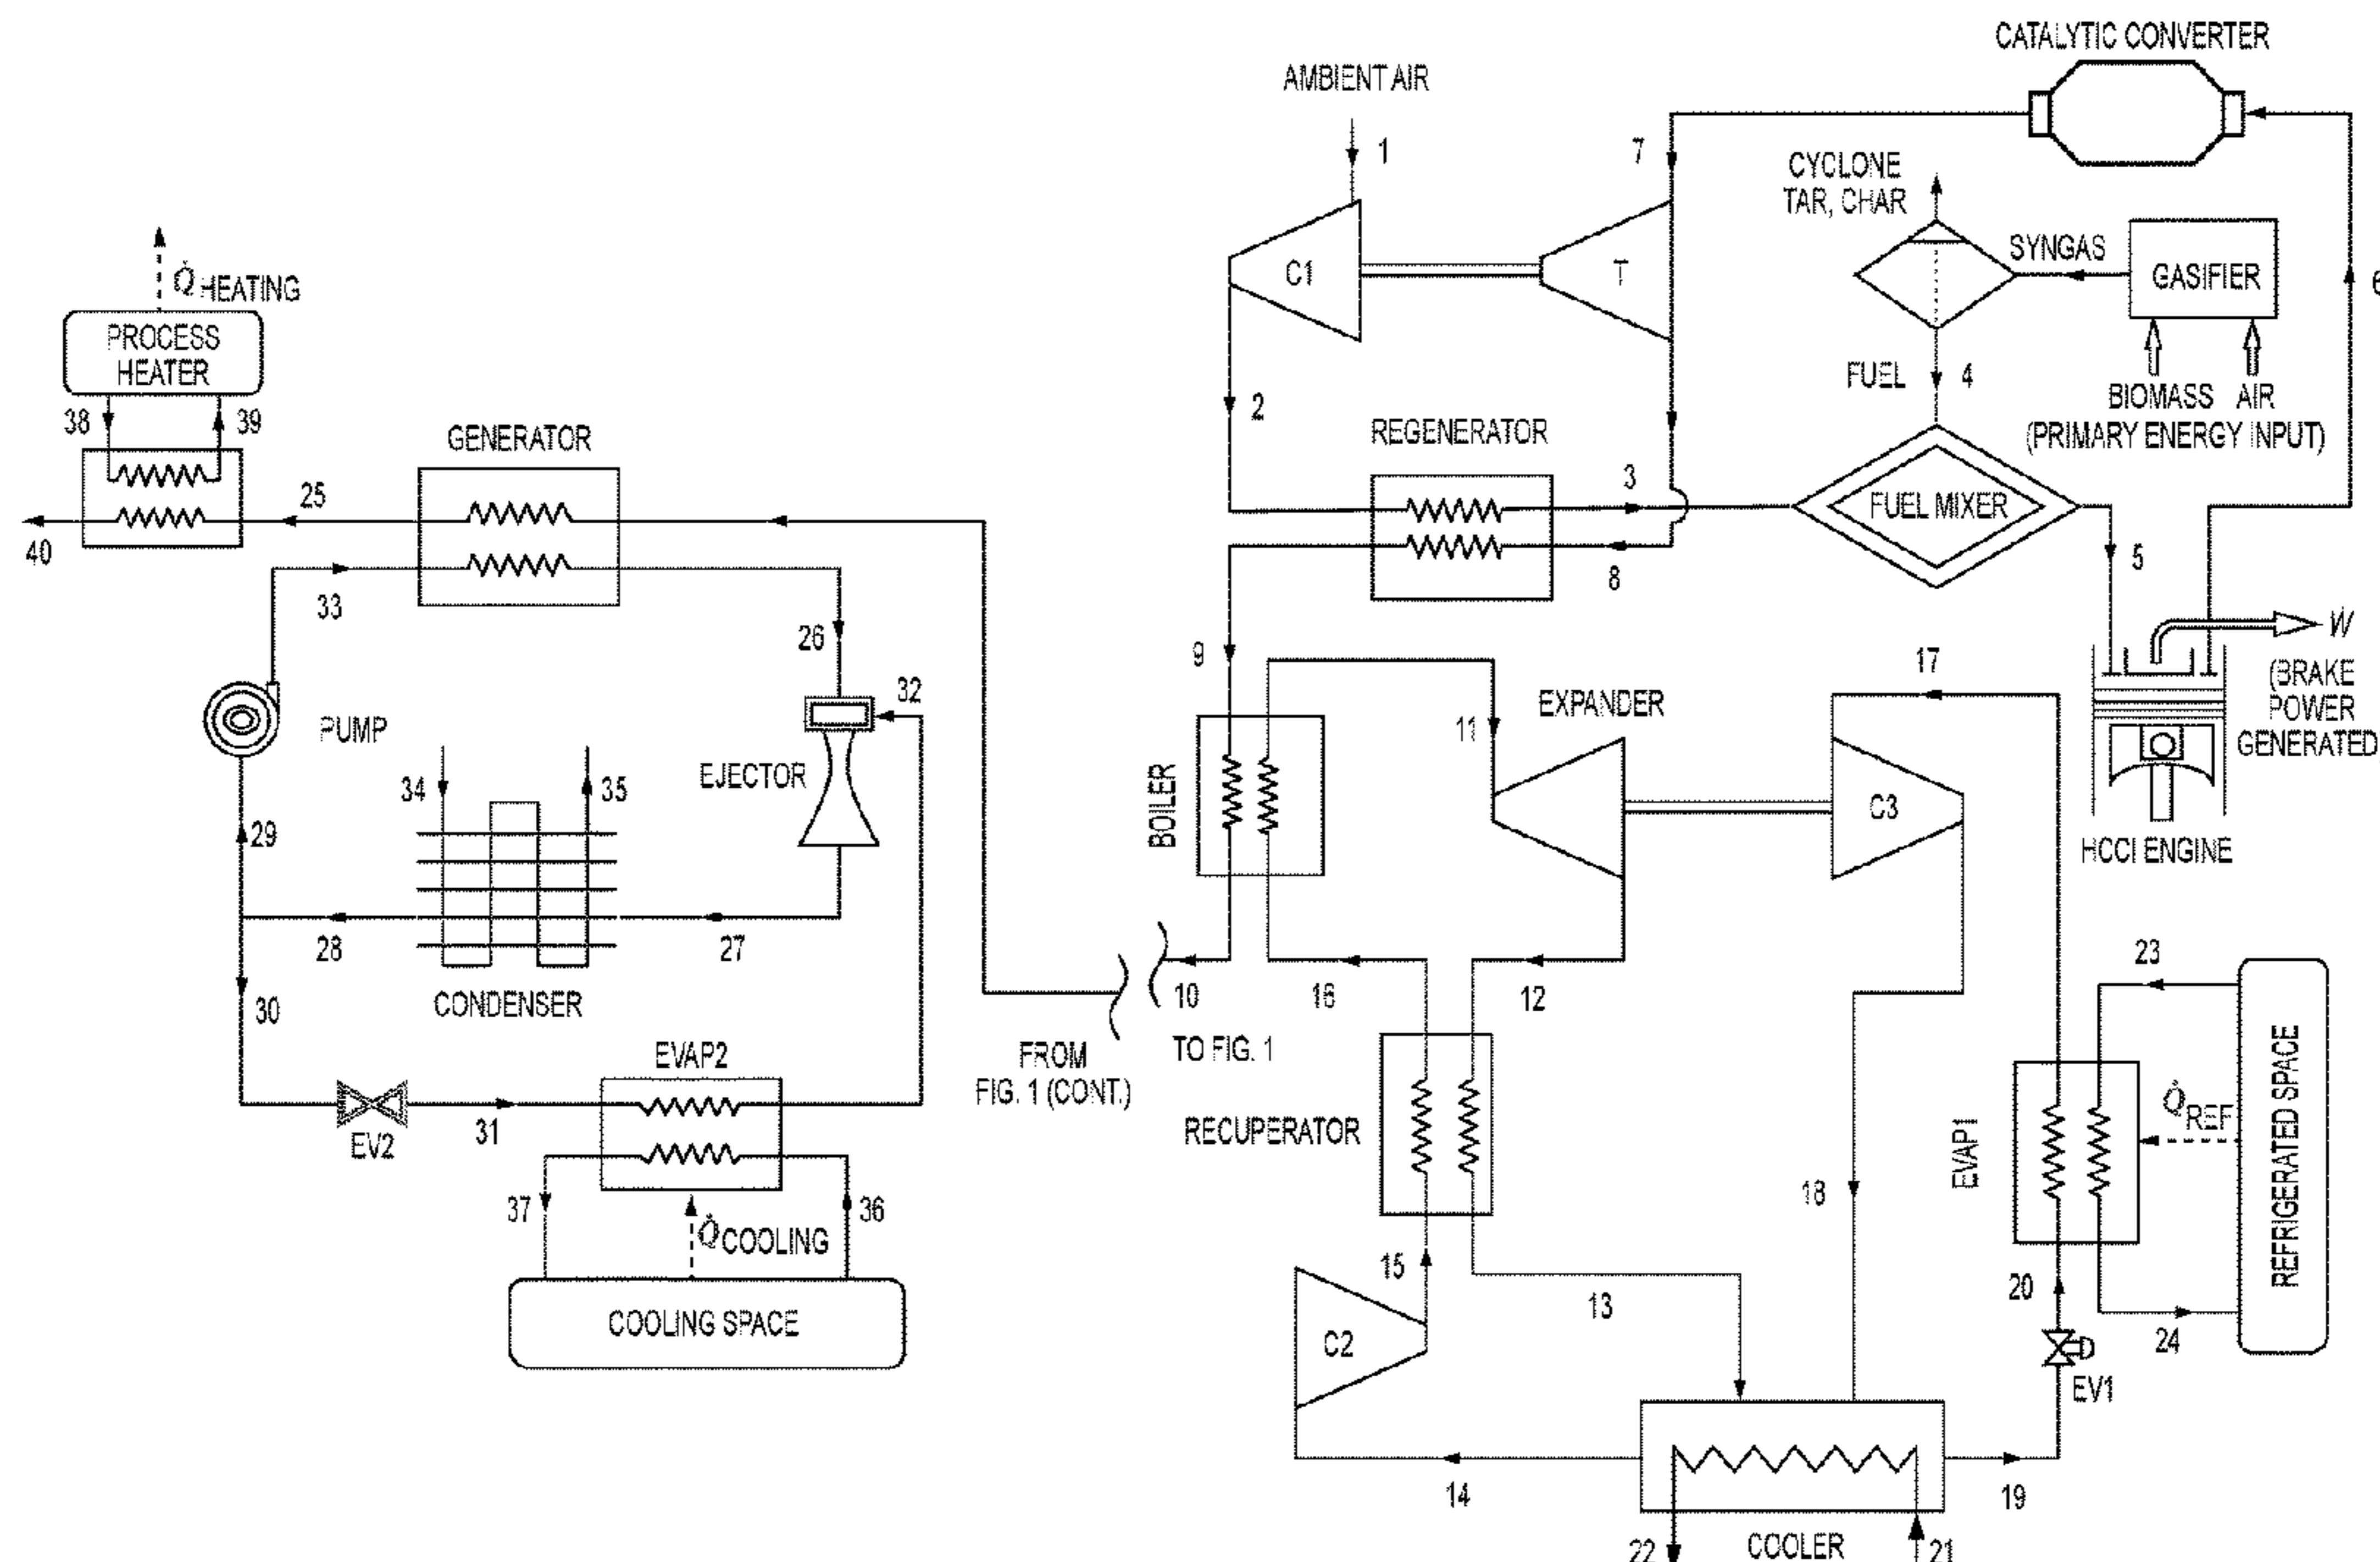 CATALYTIC CONVERTER
AMBIENT AIR
1
7
CYCLONE
TAR, CHAR
SYNGAS
GASIFIER
6
C1
T
Q̇ HEATING
PROCESS
HEATER
38
39
GENERATOR
2
REGENERATOR
FUEL
4
BIOMASS AIR
(PRIMARY ENERGY INPUT)
25
3
FUEL MIXER
40
33
8
5
26
9
17
Ẇ
(BRAKE
POWER
GENERATED
32
PUMP
EXPANDER
11
34
35
EJECTOR
BOILER
C3
29
HCCI ENGINE
28
27
23
30
CONDENSER
10
16
12
EVAP2
FROM
FIG. 1 (CONT.)
TO FIG. 1
RECUPERATOR
EV2
31
EVAP1
Q̇REF
REFRIGERATED SPACE
18
37
36
Q̇COOLING
15
20
13
COOLING SPACE
C2
24
EV1
14
19
22
COOLER
21